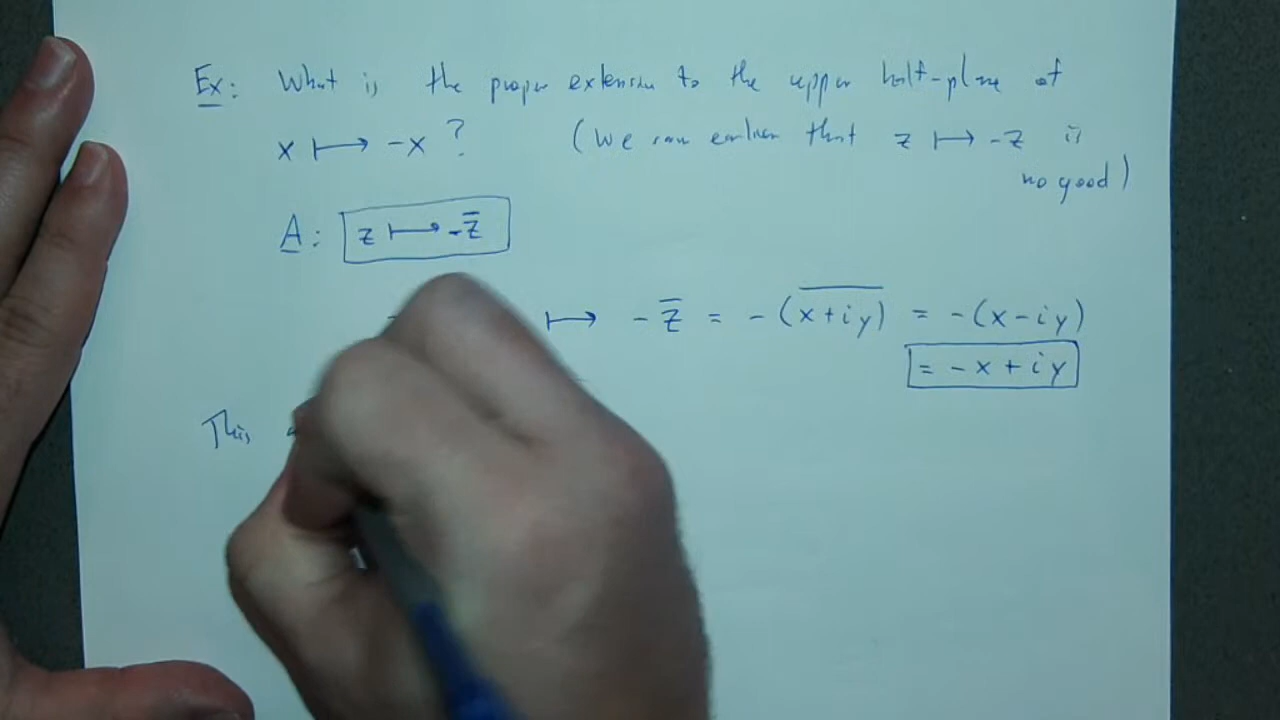 Ex: What is the proper extension to the upper half-plane of
x ↦ -x ? (We saw earlier that z ↦ -z is
no good)
A: z ↦ -z̅
↦ -z̅ = -(\overline{x+iy}) = -(x-iy)
= -x + iy
This